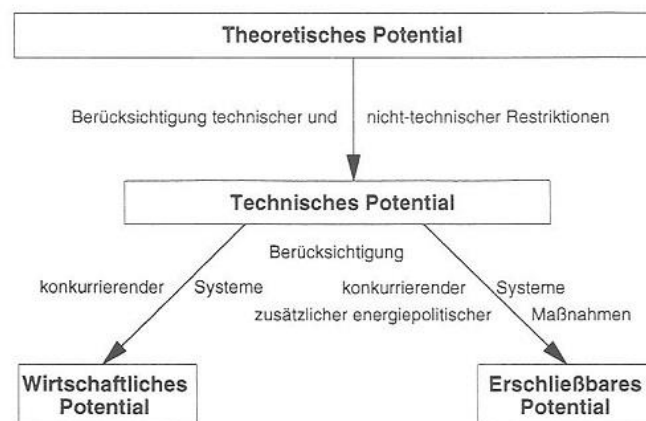 Theoretisches Potential
Berücksichtigung technischer und nicht-technischer Restriktionen
Technisches Potential
Berücksichtigung
konkurrierender Systeme konkurrierender Systeme
zusätzlicher energiepolitischer Maßnahmen
Wirtschaftliches
Potential
Erschließbares
Potential